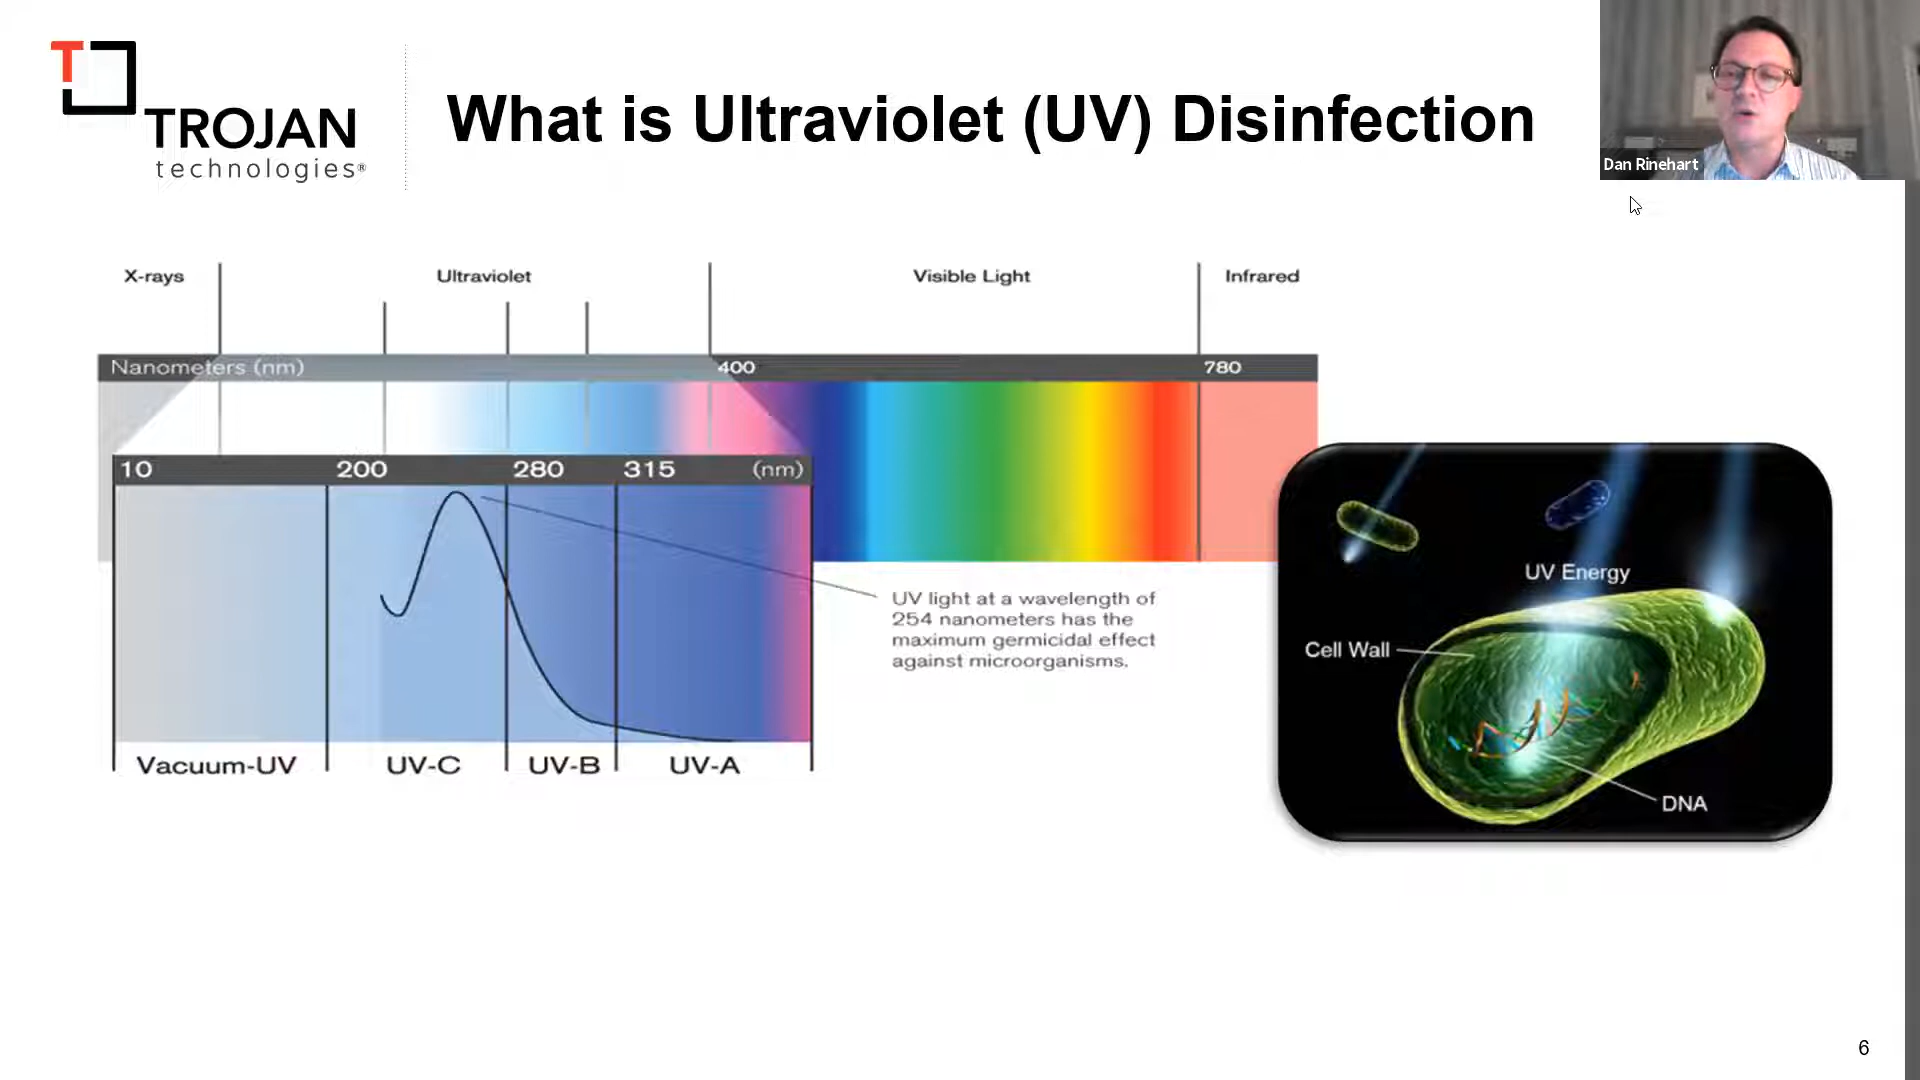 T
TROJAN
technologies®
What is Ultraviolet (UV) Disinfection
Dan Rinehart
X-rays
Ultraviolet
Visible Light
Infrared
Nanometers (nm)
400
780
10
200
280
315
(nm)
UV light at a wavelength of
254 nanometers has the
maximum germicidal effect
against microorganisms.
Vacuum-UV
UV-C
UV-B
UV-A
UV Energy
Cell Wall
DNA
6